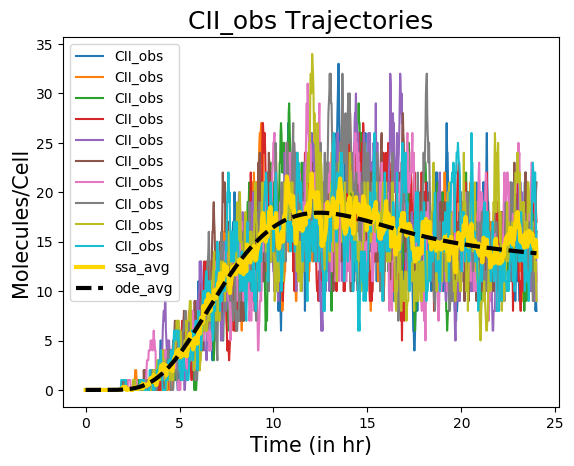 CII_obs Trajectories
Molecules/Cell
35
30
25
20
15
10
5
0
CII_obs
CII_obs
CII_obs
CII_obs
CII_obs
CII_obs
CII_obs
CII_obs
CII_obs
CII_obs
ssa_avg
ode_avg
0 5 10 15 20 25
Time (in hr)